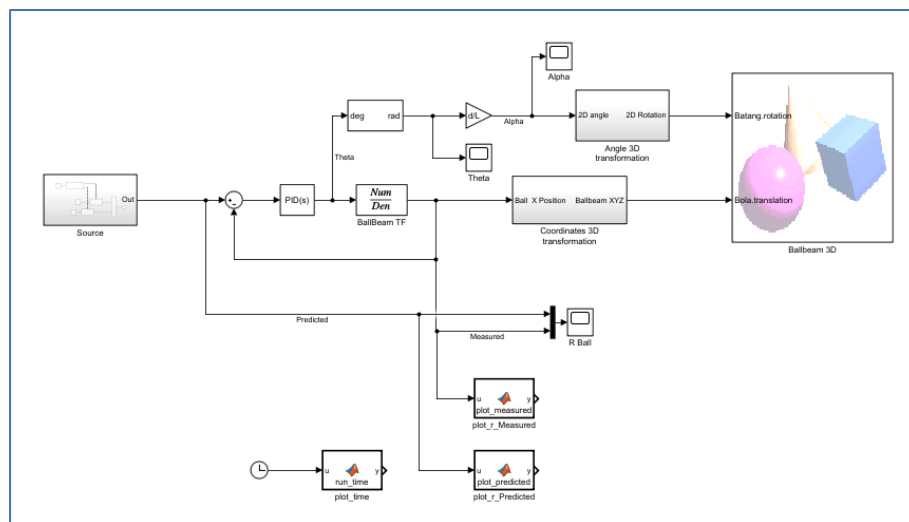 Alpha
deg rad
d/L
Alpha
2D angle 2D Rotation
Angle 3D
transformation
Batang.rotation
Theta
Theta
Out
Source
+
-
PID(s)
Num
Den
BallBeam TF
Ball X Position Ballbeam XYZ
Coordinates 3D
transformation
Bola.translation
Ballbeam 3D
Predicted
Measured
R Ball
u y
plot_measured
plot_r_Measured
u y
run_time
plot_time
u y
plot_predicted
plot_r_Predicted